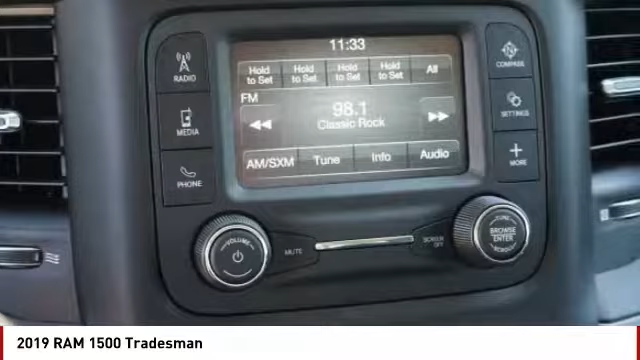 11:33
RADIO
Hold to Set
Hold to Set
Hold to Set
Hold to Set
All
COMPASS
FM
98.1
Classic Rock
MEDIA
SETTINGS
AM/SXM
Tune
Info
Audio
PHONE
MORE
VOLUME
MUTE
SCREEN OFF
TUNE
BROWSE
ENTER
SCROLL
2019 RAM 1500 Tradesman